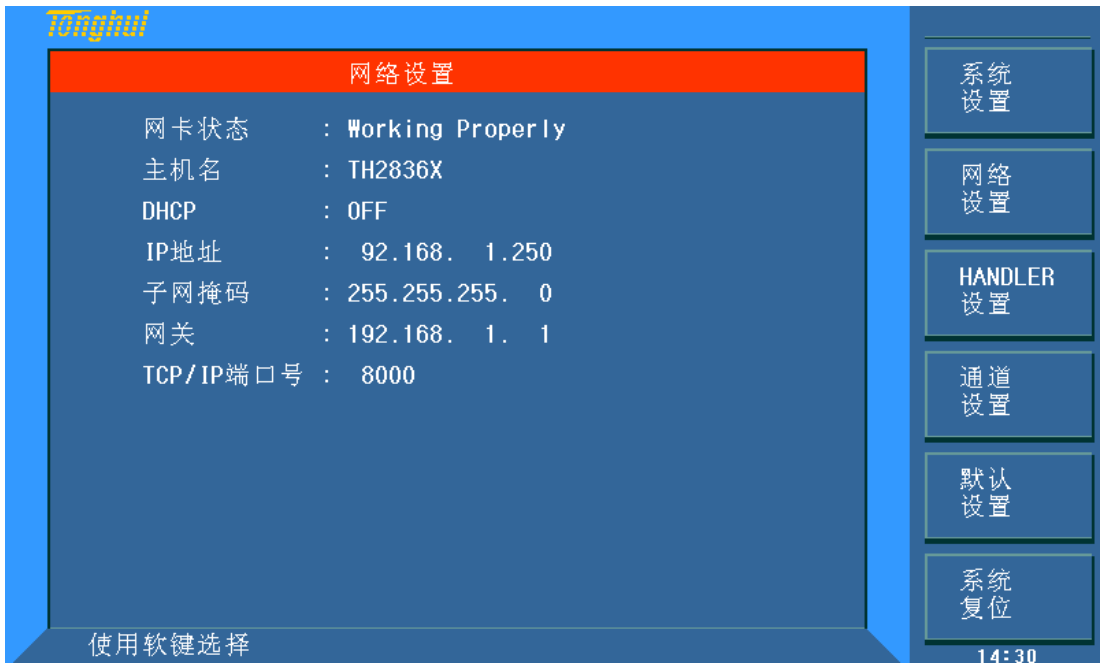 Tonghui
网络设置
网卡状态 : Working Properly
主机名 : TH2836X
DHCP : OFF
IP地址 : 92.168. 1.250
子网掩码 : 255.255.255. 0
网关 : 192.168. 1. 1
TCP/IP端口号 : 8000
使用软键选择
系统
设置
网络
设置
HANDLER
设置
通道
设置
默认
设置
系统
复位
14:30